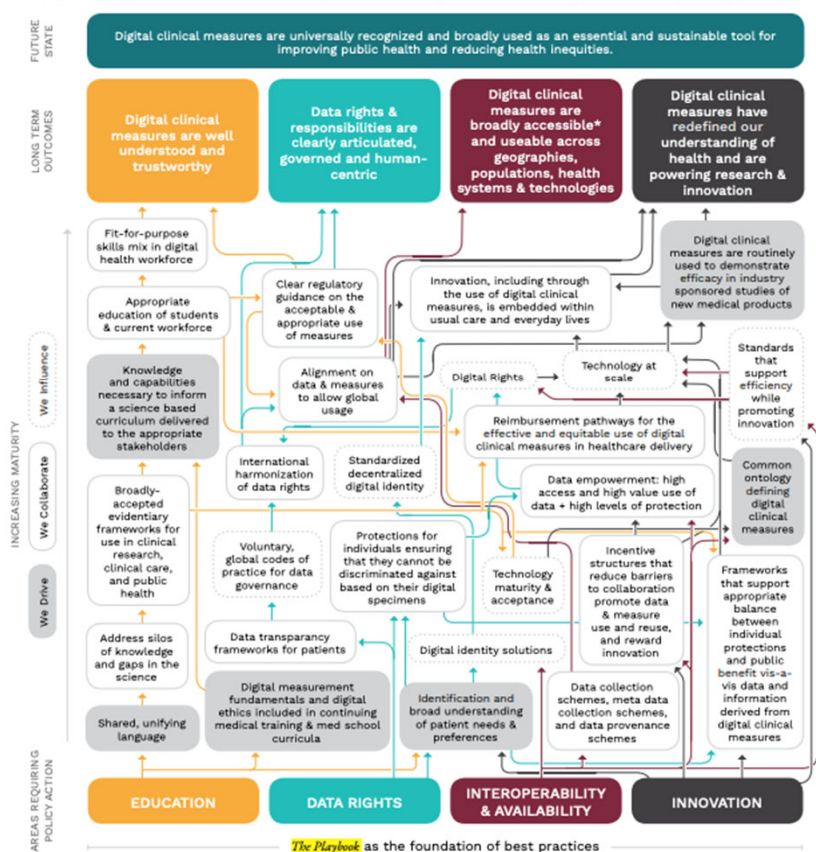 FUTURE
STATE
Digital clinical measures are universally recognized and broadly used as an essential and sustainable tool for
improving public health and reducing health inequities.
LONG TERM
OUTCOMES
Digital clinical
measures are well
understood and
trustworthy
Data rights &
responsibilities are
clearly articulated,
governed and human-
centric
Digital clinical
measures are
broadly accessible*
and useable across
geographies,
populations, health
systems & technologies
Digital clinical
measures have
redefined our
understanding of
health and are
powering research &
innovation
INCREASING MATURITY
We Influence
We Collaborate
We Drive
Fit-for-purpose
skills mix in digital
health workforce
Appropriate
education of students
& current workforce
Knowledge
and capabilities
necessary to inform
a science based
curriculum delivered
to the appropriate
stakeholders
Broadly-
accepted
evidentiary
frameworks for
use in clinical
research,
clinical care,
and public
health
Address silos
of knowledge
and gaps in the
science
Shared, unifying
language
Clear regulatory
guidance on the
acceptable &
appropriate use
of measures
Alignment on
data & measures
to allow global
usage
International
harmonization
of data rights
Voluntary,
global codes of
practice for data
governance
Data transparency
frameworks for patients
Digital measurement
fundamentals and digital
ethics included in continuing
medical training & med school
curricula
Innovation, including through
the use of digital clinical
measures, is embedded within
usual care and everyday lives
Digital clinical
measures are routinely
used to demonstrate
efficacy in industry
sponsored studies of
new medical products
Digital Rights
Technology at
scale
Standards
that support
efficiency
while
promoting
innovation
Reimbursement pathways for the
effective and equitable use of digital
clinical measures in healthcare delivery
Standardized
decentralized
digital identity
Data empowerment: high
access and high value use of
data + high levels of protection
Common
ontology
defining
digital
clinical
measures
Protections for
individuals ensuring
that they cannot be
discriminated against
based on their digital
specimens
Technology
maturity &
acceptance
Incentive
structures that
reduce barriers
to collaboration
promote data
& measure
use and reuse,
and reward
innovation
Frameworks
that support
appropriate
balance
between
individual
protections
and public
benefit vis-a-
vis data and
information
derived from
digital clinical
measures
Digital identity solutions
Identification and
broad understanding
of patient needs &
preferences
Data collection
schemes, meta data
collection schemes,
and data provenance
schemes
AREAS REQUIRING
POLICY ACTION
EDUCATION
DATA RIGHTS
INTEROPERABILITY
& AVAILABILITY
INNOVATION
The Playbook as the foundation of best practices